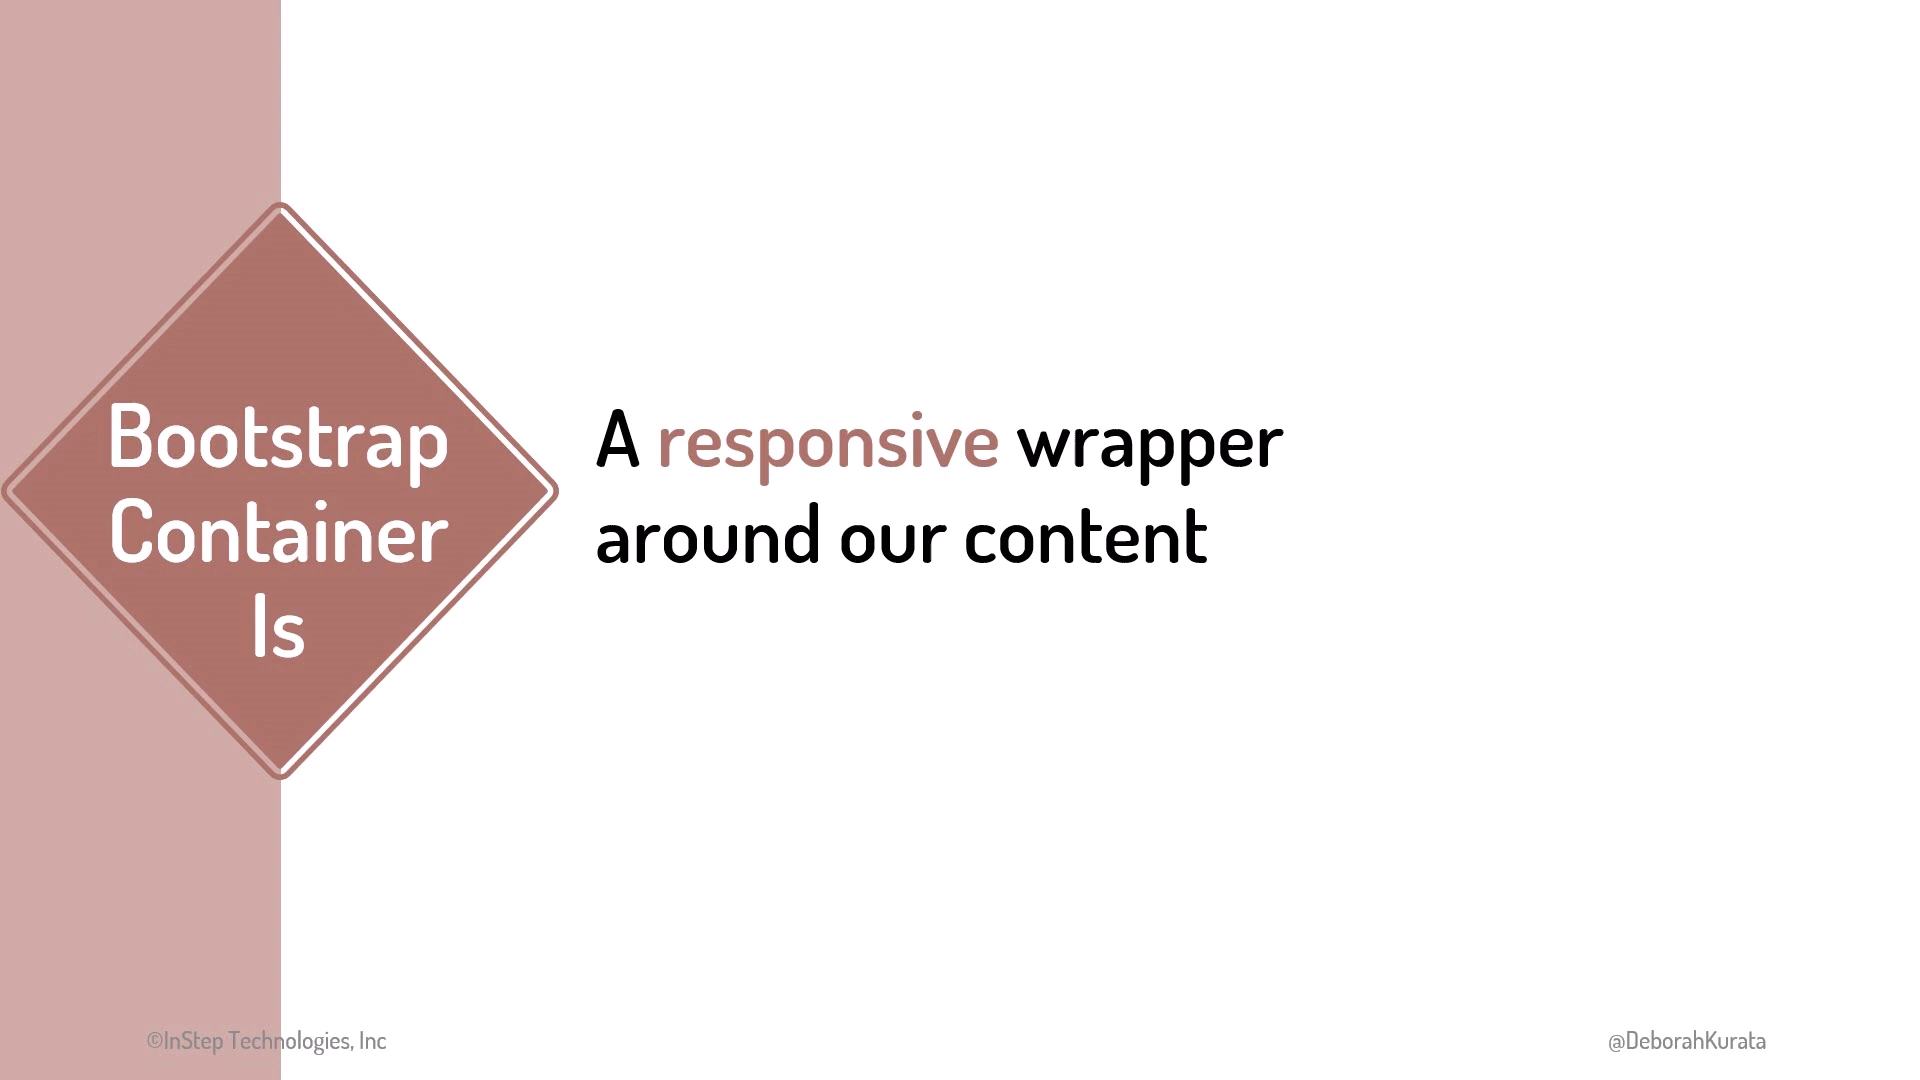 Bootstrap
Container
Is
A responsive wrapper
around our content
©InStep Technologies, Inc
@DeborahKurata